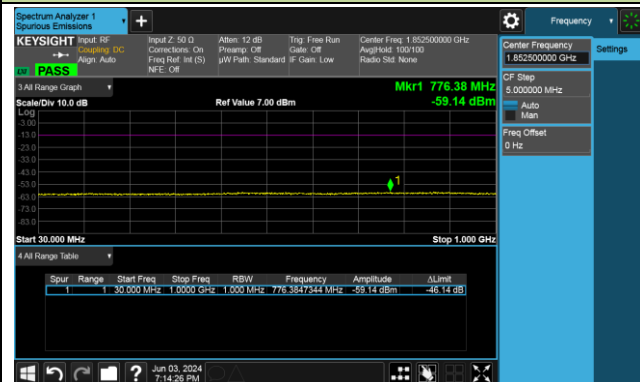 Spectrum Analyzer 1
Spurious Emissions
Frequency
KEYSIGHT
Input: RF
Coupling: DC
Align: Auto
Input Z: 50 Ω
Corrections: On
Freq Ref: Int (S)
NFE: Off
Atten: 12 dB
Preamp: Off
µW Path: Standard
Trig: Free Run
Gate: Off
IF Gain: Low
Center Freq: 1.852500000 GHz
Avg|Hold: 100/100
Radio Std: None
PASS
Center Frequency
1.852500000 GHz
Settings
CF Step
5.000000 MHz
Auto
Man
Freq Offset
0 Hz
3 All Range Graph
Mkr1 776.38 MHz
-59.14 dBm
Scale/Div 10.0 dB
Ref Value 7.00 dBm
Log
-3.00
-13.0
-23.0
-33.0
-43.0
-53.0
-63.0
-73.0
-83.0
1
Start 30.000 MHz
Stop 1.000 GHz
4 All Range Table
Spur Range Start Freq Stop Freq RBW Frequency Amplitude ΔLimit
1 1 30.000 MHz 1.0000 GHz 1.000 MHz 776.3847344 MHz -59.14 dBm -46.14 dB
Jun 03, 2024
7:14:26 PM